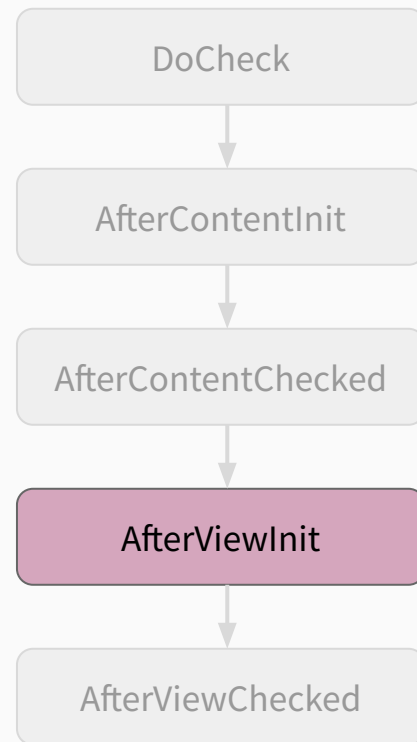 DoCheck
AfterContentInit
AfterContentChecked
AfterViewInit
AfterViewChecked